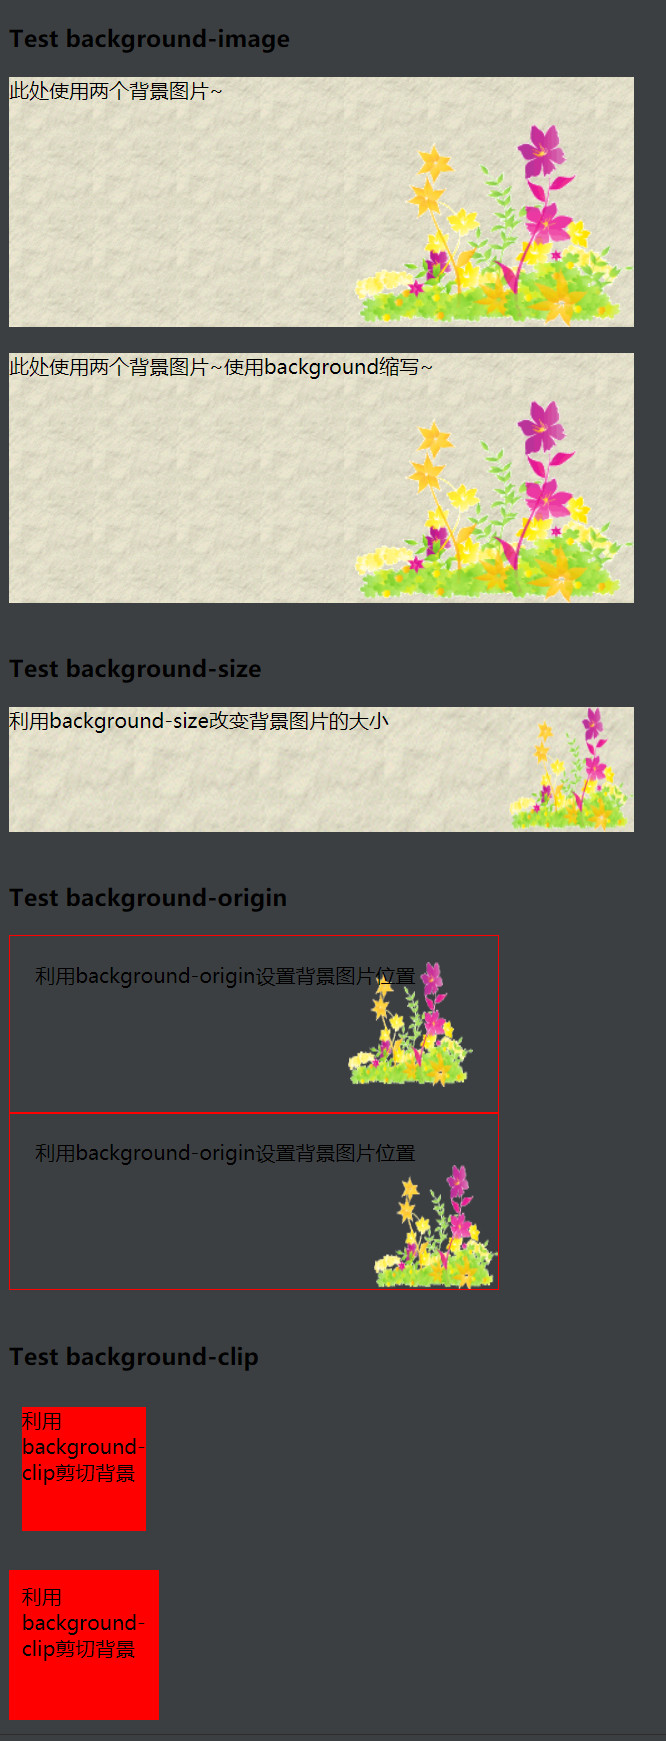 Test background-image
此处使用两个背景图片~
此处使用两个背景图片~使用background缩写~
Test background-size
利用background-size改变背景图片的大小
Test background-origin
利用background-origin设置背景图片位置
利用background-origin设置背景图片位置
Test background-clip
利用
background-
clip剪切背景
利用
background-
clip剪切背景